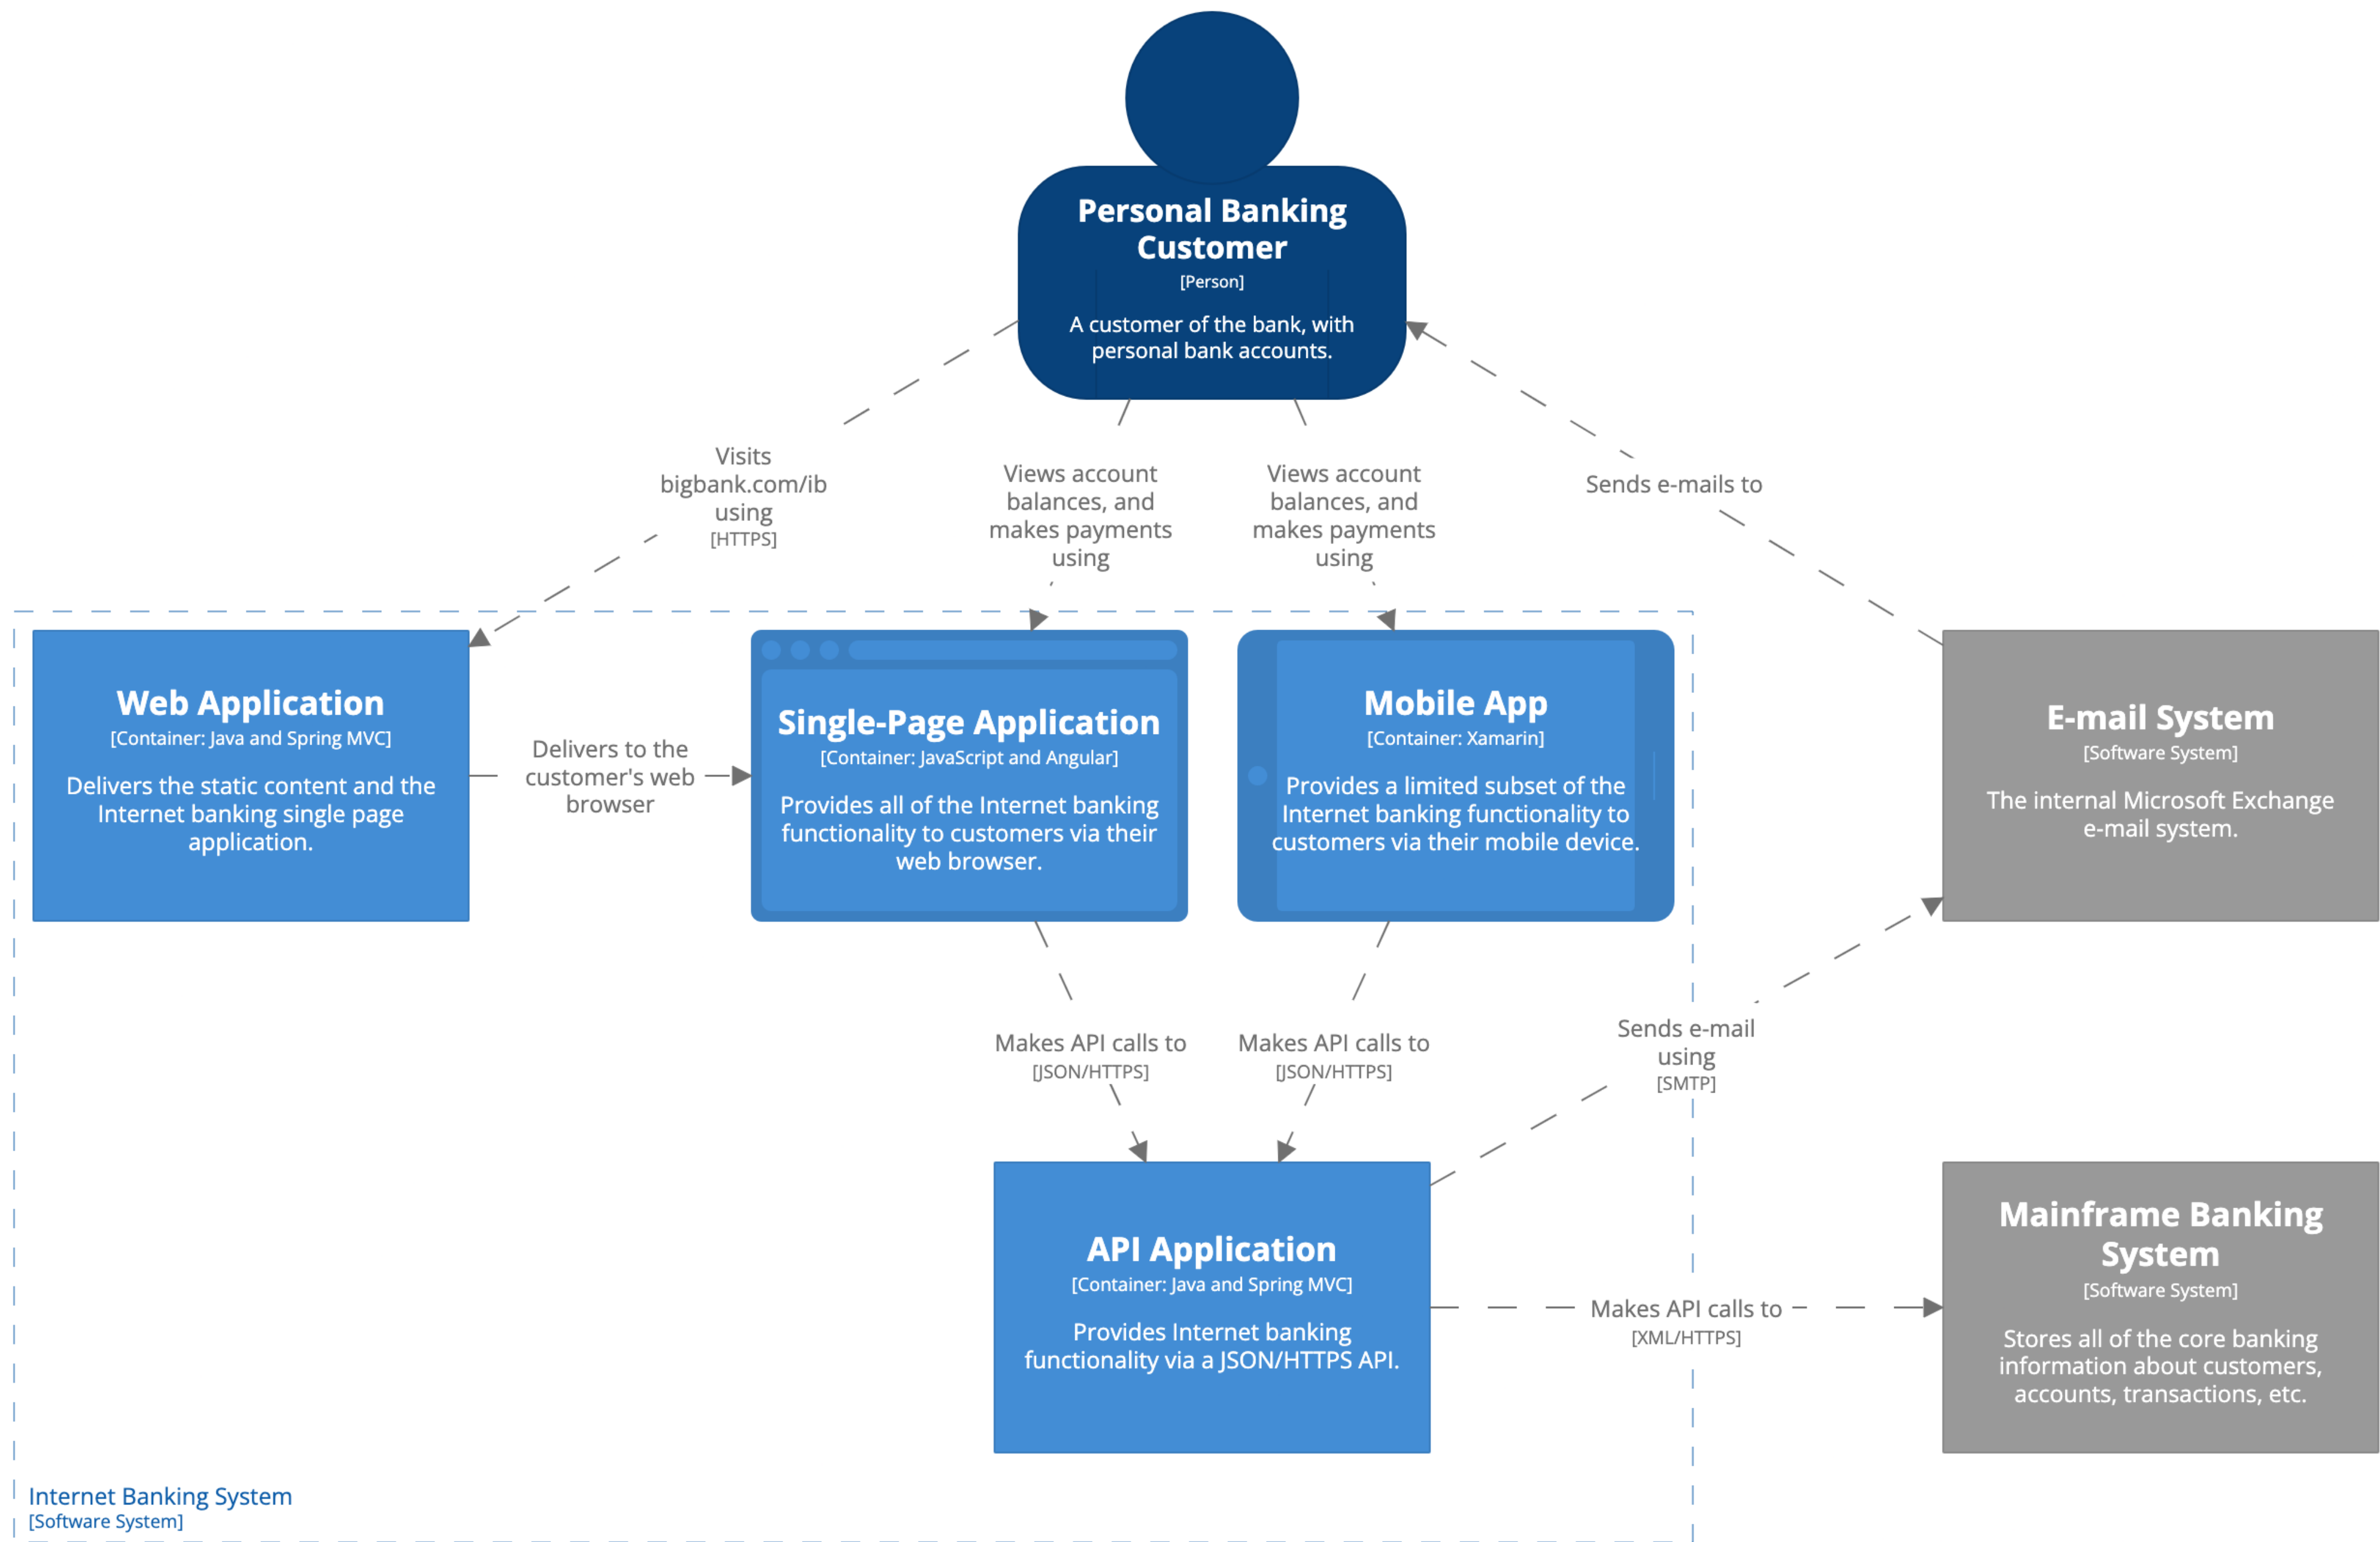 Personal Banking
Customer
[Person]
A customer of the bank, with
personal bank accounts.
Visits
bigbank.com/ib
using
[HTTPS]
Views account
balances, and
makes payments
using
Views account
balances, and
makes payments
using
Sends e-mails to
Web Application
[Container: Java and Spring MVC]
Delivers the static content and the
Internet banking single page
application.
Delivers to the
customer's web
browser
Single-Page Application
[Container: JavaScript and Angular]
Provides all of the Internet banking
functionality to customers via their
web browser.
Mobile App
[Container: Xamarin]
Provides a limited subset of the
Internet banking functionality to
customers via their mobile device.
E-mail System
[Software System]
The internal Microsoft Exchange
e-mail system.
Makes API calls to
[JSON/HTTPS]
Makes API calls to
[JSON/HTTPS]
Sends e-mail
using
[SMTP]
API Application
[Container: Java and Spring MVC]
Provides Internet banking
functionality via a JSON/HTTPS API.
Makes API calls to
[XML/HTTPS]
Mainframe Banking
System
[Software System]
Stores all of the core banking
information about customers,
accounts, transactions, etc.
Internet Banking System
[Software System]